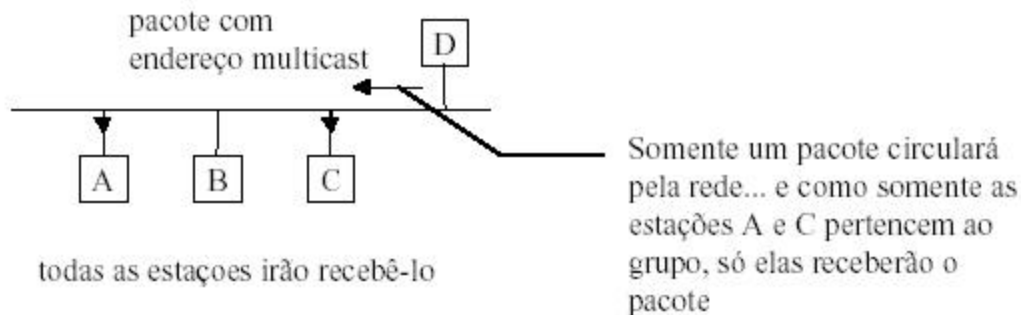 pacote com
endereço multicast
D
A
B
C
Somente um pacote circulará
pela rede... e como somente as
estações A e C pertencem ao
grupo, só elas receberão o
pacote
todas as estaçoes irão recebê-lo